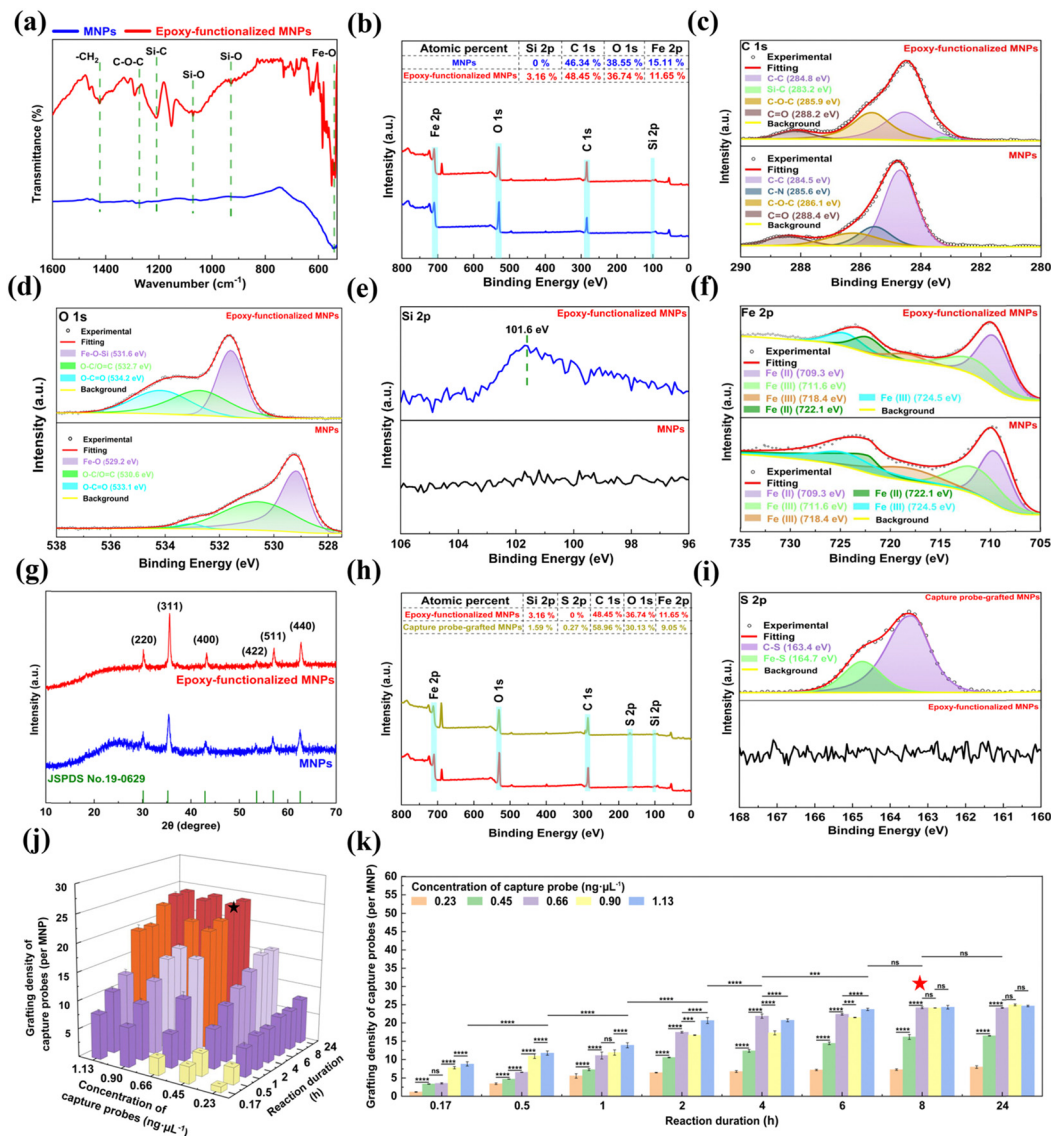 (a)
MNPs
Epoxy-functionalized MNPs
-CH2
C-O-C
Si-C
Si-O
Si-O
Fe-O
Transmittance (%)
1600 1400 1200 1000 800 600
Wavenumber (cm-1)
(b)
Atomic percent Si 2p C 1s O 1s Fe 2p
MNPs 0 % 46.34 % 38.55 % 15.11 %
Epoxy-functionalized MNPs 3.16 % 48.45 % 36.74 % 11.65 %
Fe 2p
O 1s
C 1s
Si 2p
Intensity (a.u.)
800 700 600 500 400 300 200 100 0
Binding Energy (eV)
(c)
C 1s
Epoxy-functionalized MNPs
Experimental
Fitting
C-C (284.8 eV)
Si-C (283.2 eV)
C-O-C (285.9 eV)
C=O (288.2 eV)
Background
MNPs
Experimental
Fitting
C-C (284.5 eV)
C-N (285.6 eV)
C-O-C (286.1 eV)
C=O (288.4 eV)
Background
Intensity (a.u.)
290 288 286 284 282 280
Binding Energy (eV)
(d)
O 1s
Epoxy-functionalized MNPs
Experimental
Fitting
Fe-O-Si (531.6 eV)
O-C/O=C (532.7 eV)
O-C=O (534.2 eV)
Background
MNPs
Experimental
Fitting
Fe-O (529.2 eV)
O-C/O=C (530.6 eV)
O-C=O (533.1 eV)
Background
Intensity (a.u.)
538 536 534 532 530 528
Binding Energy (eV)
(e)
Si 2p
101.6 eV
Epoxy-functionalized MNPs
MNPs
Intensity (a.u.)
106 104 102 100 98 96
Binding Energy (eV)
(f)
Fe 2p
Epoxy-functionalized MNPs
Experimental
Fitting
Fe (II) (709.3 eV)
Fe (III) (711.6 eV)
Fe (III) (718.4 eV)
Fe (III) (724.5 eV)
Fe (II) (722.1 eV)
Background
MNPs
Experimental
Fitting
Fe (II) (709.3 eV)
Fe (II) (722.1 eV)
Fe (III) (711.6 eV)
Fe (III) (724.5 eV)
Fe (III) (718.4 eV)
Background
Intensity (a.u.)
735 730 725 720 715 710 705
Binding Energy (eV)
(g)
(220)
(311)
(400)
(422)
(511)
(440)
Epoxy-functionalized MNPs
MNPs
JSPDS No.19-0629
Intensity (a.u.)
10 20 30 40 50 60 70
2θ (degree)
(h)
Atomic percent Si 2p S 2p C 1s O 1s Fe 2p
Epoxy-functionalized MNPs 3.16 % 0 % 48.45 % 36.74 % 11.65 %
Capture probe-grafted MNPs 1.59 % 0.27 % 58.96 % 30.13 % 9.05 %
Fe 2p
O 1s
C 1s
S 2p
Si 2p
Intensity (a.u.)
800 700 600 500 400 300 200 100 0
Binding Energy (eV)
(i)
S 2p
Capture probe-grafted MNPs
Experimental
Fitting
C-S (163.4 eV)
Fe-S (164.7 eV)
Background
Epoxy-functionalized MNPs
Intensity (a.u.)
168 167 166 165 164 163 162 161 160
Binding Energy (eV)
(j)
Grafting density of
capture probes (per MNP)
30
25
20
15
10
5
1.13 0.90 0.66 0.45 0.23
Concentration of
capture probes (ng·μL-1)
0.17 0.5 1 2 4 6 8 24
Reaction duration
(h)
(k)
Concentration of capture probe (ng·μL-1)
0.23 0.45 0.66 0.90 1.13
Grafting density of capture probes (per MNP)
60
55
50
45
40
35
30
25
20
15
10
5
0
**** **** **** **** *** ns ns
**** ns **** ****
**** **** **** ****
**** **** ns ****
**** **** *** ****
**** **** **** ****
**** **** *** ****
**** **** ns ns
**** **** ns ns
0.17 0.5 1 2 4 6 8 24
Reaction duration (h)